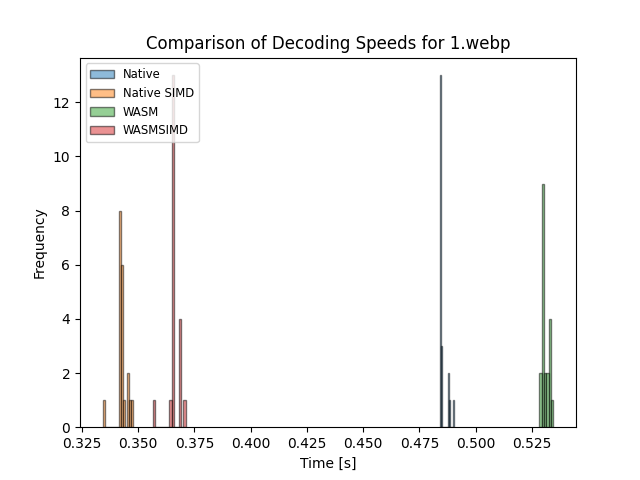 Comparison of Decoding Speeds for 1.webp
Native
Native SIMD
WASM
WASMSIMD
12
10
8
6
4
2
0
Frequency
0.325 0.350 0.375 0.400 0.425 0.450 0.475 0.500 0.525
Time [s]